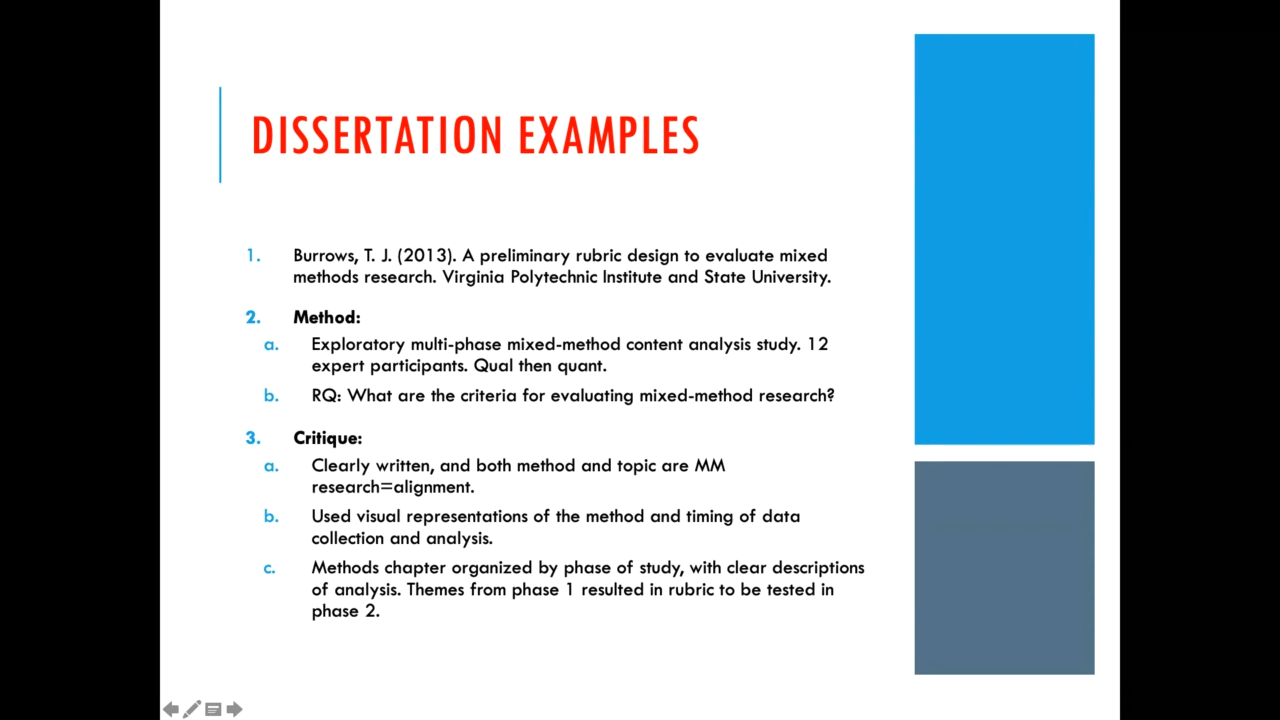 DISSERTATION EXAMPLES
1. Burrows, T. J. (2013). A preliminary rubric design to evaluate mixed
methods research. Virginia Polytechnic Institute and State University.
2. Method:
a. Exploratory multi-phase mixed-method content analysis study. 12
expert participants. Qual then quant.
b. RQ: What are the criteria for evaluating mixed-method research?
3. Critique:
a. Clearly written, and both method and topic are MM
research=alignment.
b. Used visual representations of the method and timing of data
collection and analysis.
c. Methods chapter organized by phase of study, with clear descriptions
of analysis. Themes from phase 1 resulted in rubric to be tested in
phase 2.